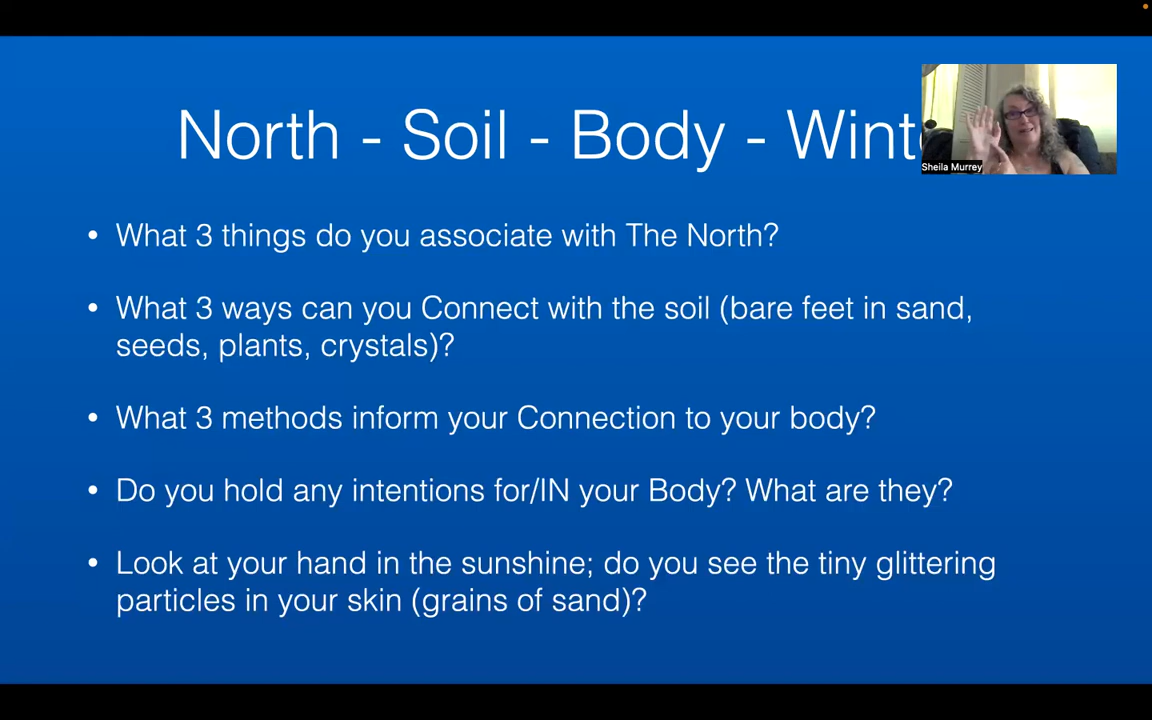 North - Soil - Body -
Sheila Murrey
• What 3 things do you associate with The North?
• What 3 ways can you Connect with the soil (bare feet in sand,
seeds, plants, crystals)?
• What 3 methods inform your Connection to your body?
• Do you hold any intentions for/IN your Body? What are they?
• Look at your hand in the sunshine; do you see the tiny glittering
particles in your skin (grains of sand)?